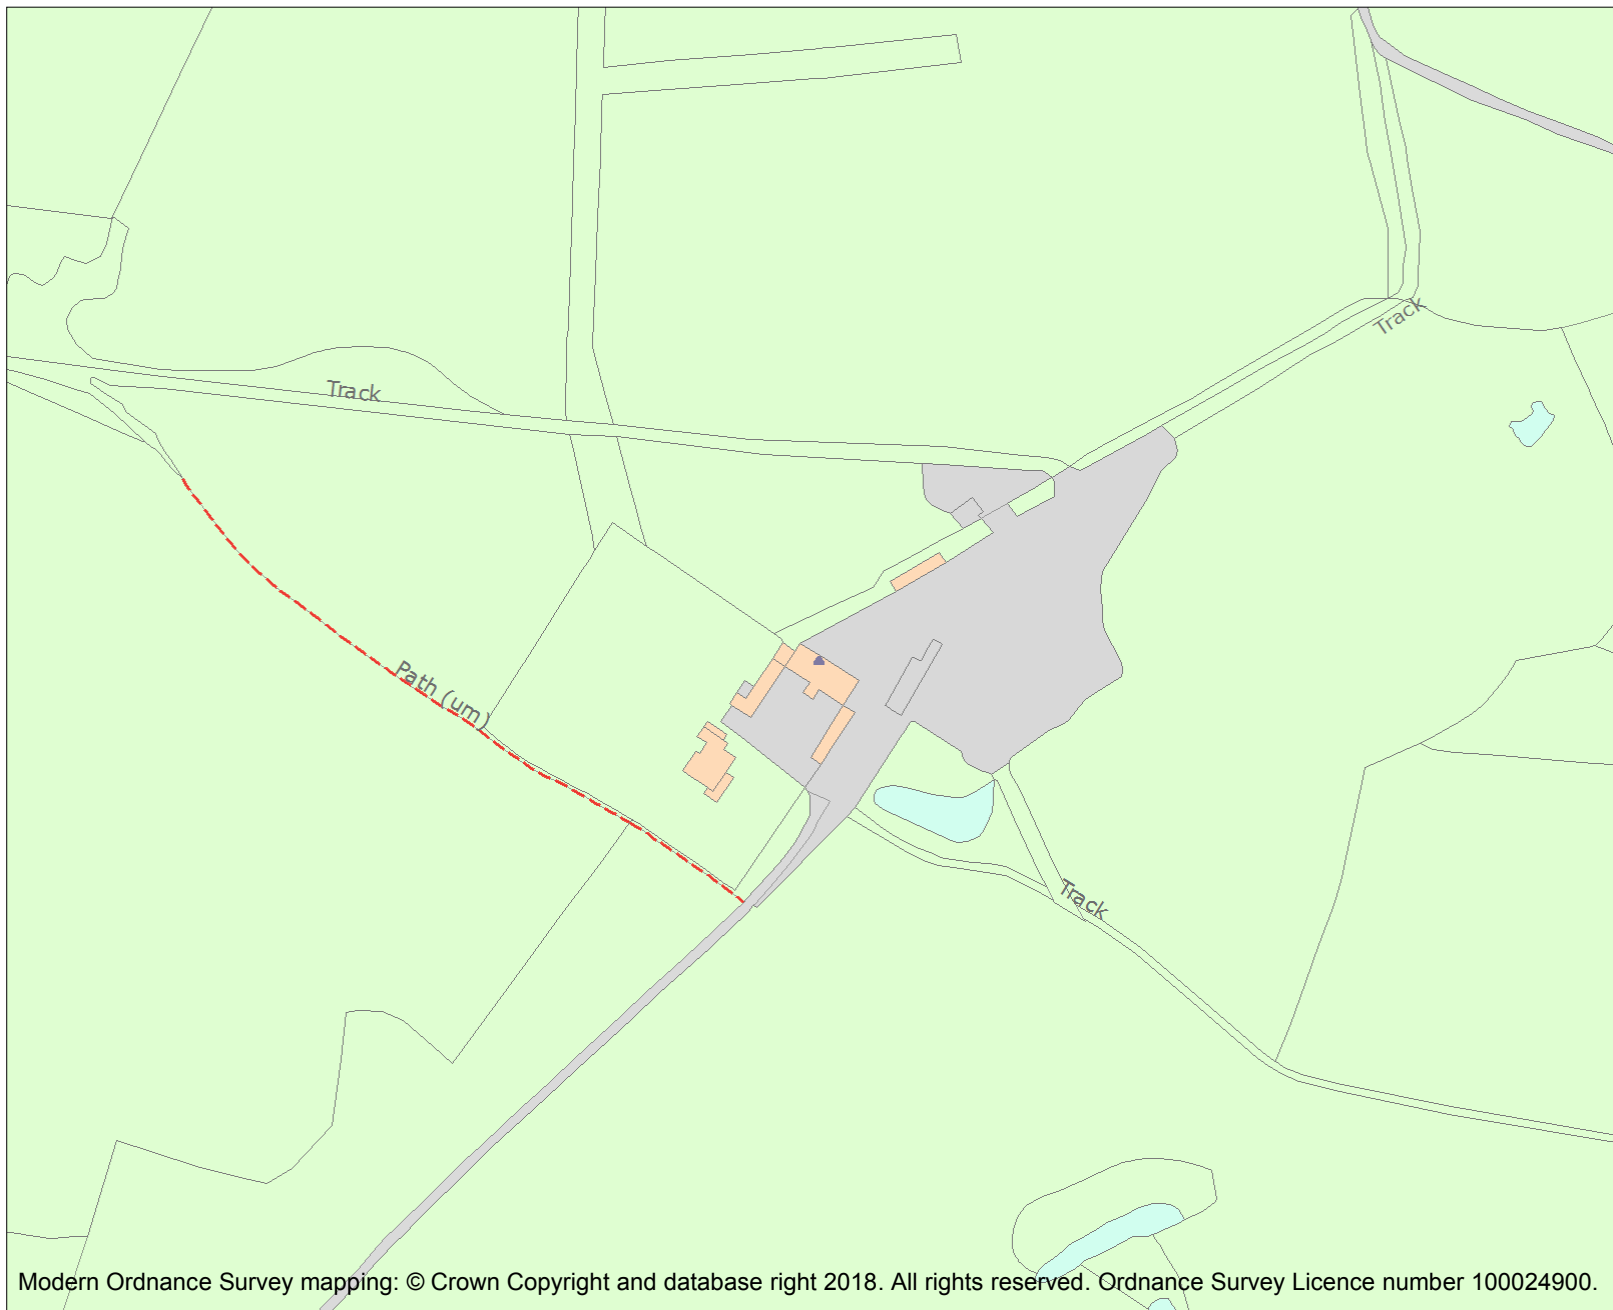 Track
Track
Path (um)
Track
Modern Ordnance Survey mapping: © Crown Copyright and database right 2018. All rights reserved. Ordnance Survey Licence number 100024900.